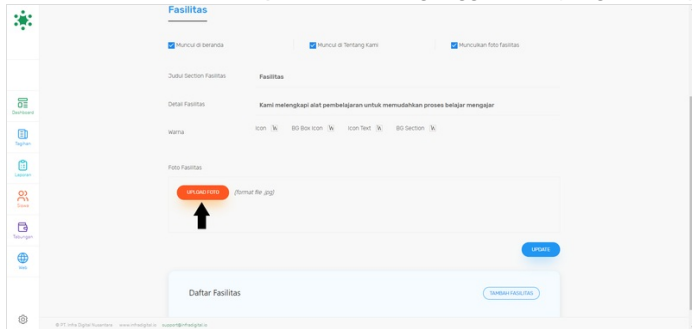 Fasilitas
Muncul di beranda
Muncul di Tentang Kami
Munculkan foto fasilitas
Judul Section Fasilitas
Fasilitas
Detail Fasilitas
Kami melengkapi alat pembelajaran untuk memudahkan proses belajar mengajar
Warna
Icon
BG Box Icon
Icon Text
BG Section
Foto Fasilitas
UPLOAD FOTO
(format file .jpg)
UPDATE
Daftar Fasilitas
TAMBAH FASILITAS
Dashboard
Tagihan
Laporan
Siswa
Tabungan
Web
© PT. Infra Digital Nusantara www.infradigital.io support@infradigital.io